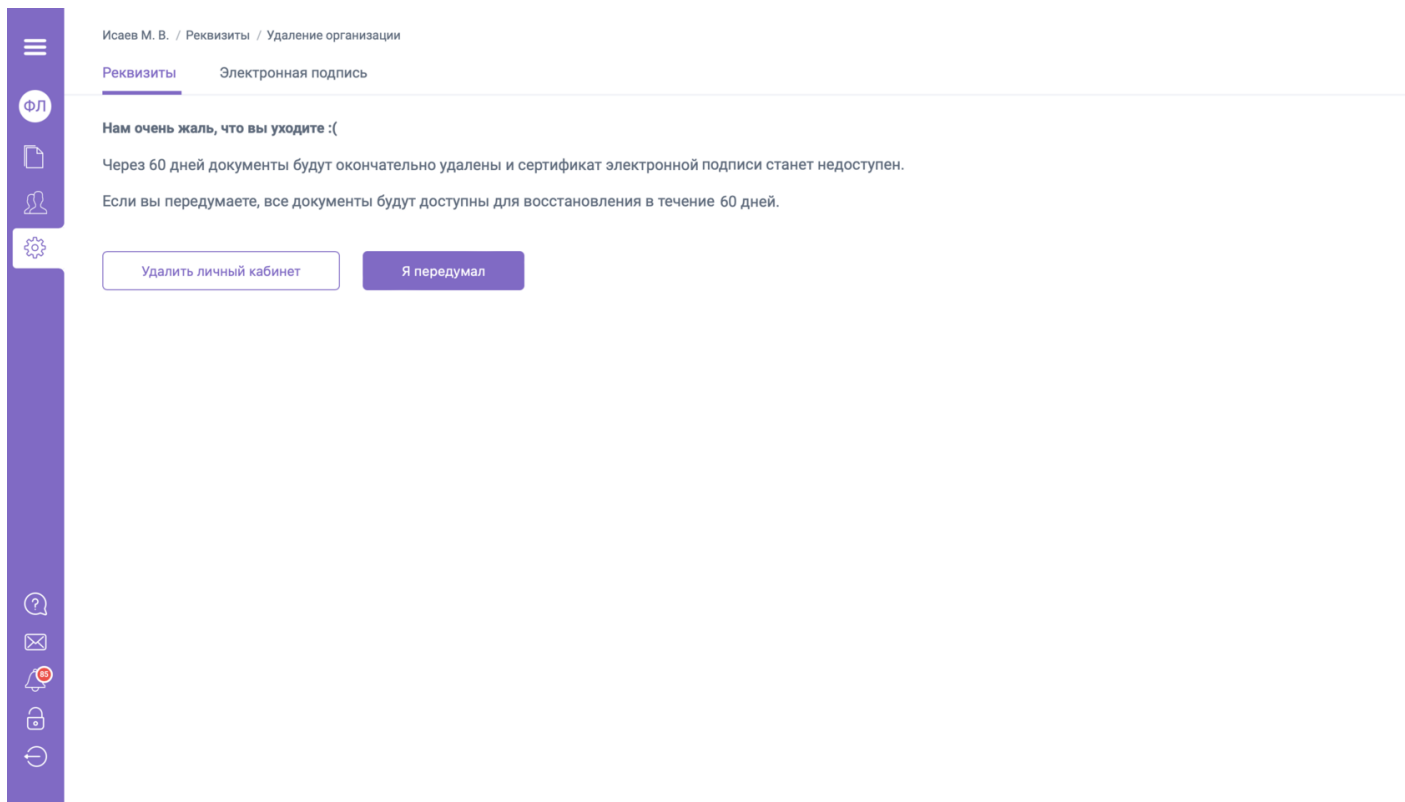 Исаев М. В. / Реквизиты / Удаление организации
Реквизиты Электронная подпись
ФЛ
Нам очень жаль, что вы уходите :(
Через 60 дней документы будут окончательно удалены и сертификат электронной подписи станет недоступен.
Если вы передумаете, все документы будут доступны для восстановления в течение 60 дней.
Удалить личный кабинет Я передумал
85